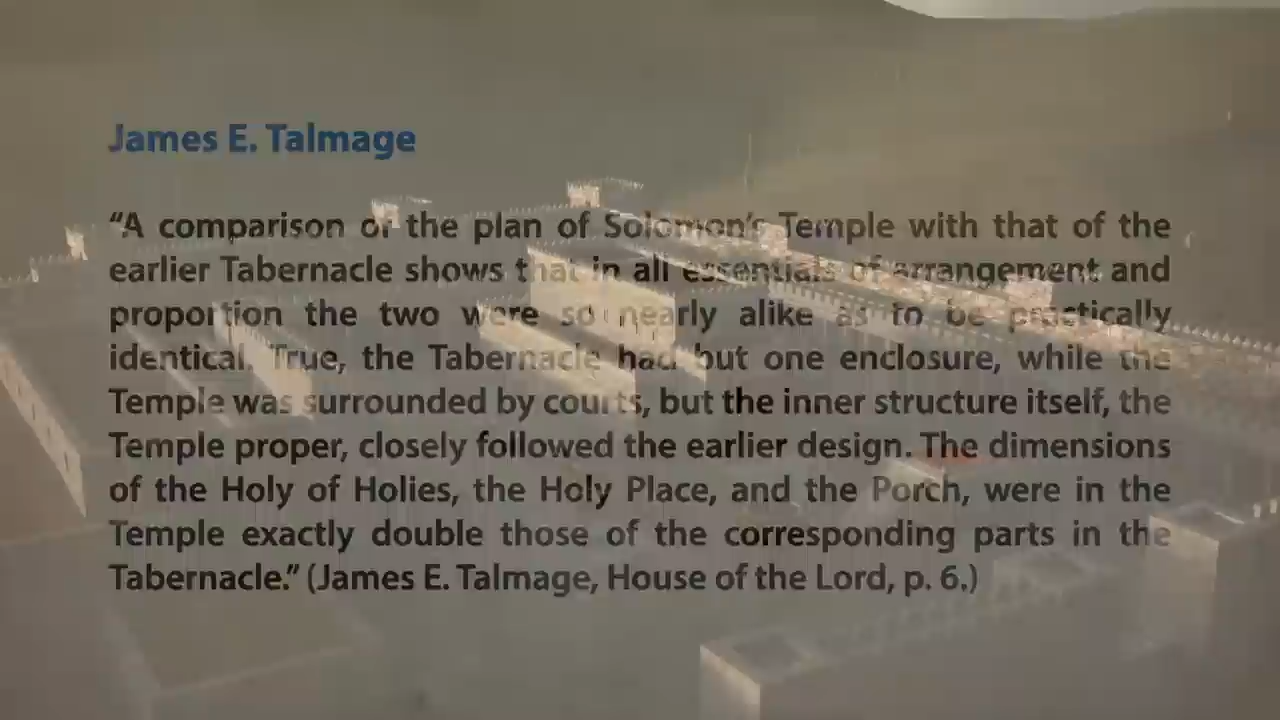 James E. Talmage
“A comparison of the plan of Solomon’s Temple with that of the
earlier Tabernacle shows that in all essentials of arrangement and
proportion the two were so nearly alike as to be practically
identical. True, the Tabernacle had but one enclosure, while the
Temple was surrounded by courts, but the inner structure itself, the
Temple proper, closely followed the earlier design. The dimensions
of the Holy of Holies, the Holy Place, and the Porch, were in the
Temple exactly double those of the corresponding parts in the
Tabernacle.” (James E. Talmage, House of the Lord, p. 6.)